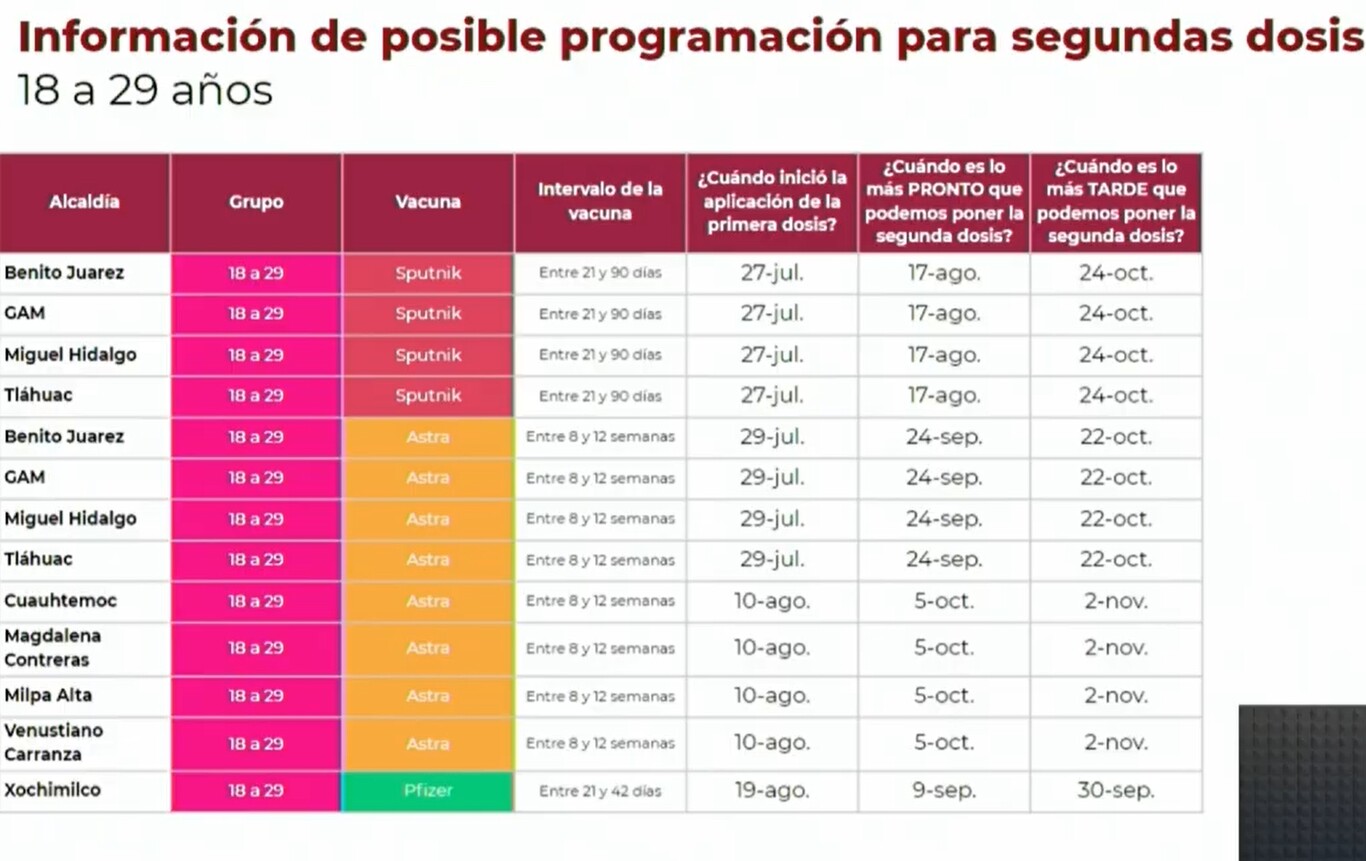 Información de posible programación para segundas dosis
18 a 29 años
Alcaldía Grupo Vacuna Intervalo de la vacuna ¿Cuándo inició la aplicación de la primera dosis? ¿Cuándo es lo más PRONTO que podemos poner la segunda dosis? ¿Cuándo es lo más TARDE que podemos poner la segunda dosis?
Benito Juarez 18 a 29 Sputnik Entre 21 y 90 días 27-jul. 17-ago. 24-oct.
GAM 18 a 29 Sputnik Entre 21 y 90 días 27-jul. 17-ago. 24-oct.
Miguel Hidalgo 18 a 29 Sputnik Entre 21 y 90 días 27-jul. 17-ago. 24-oct.
Tláhuac 18 a 29 Sputnik Entre 21 y 90 días 27-jul. 17-ago. 24-oct.
Benito Juarez 18 a 29 Astra Entre 8 y 12 semanas 29-jul. 24-sep. 22-oct.
GAM 18 a 29 Astra Entre 8 y 12 semanas 29-jul. 24-sep. 22-oct.
Miguel Hidalgo 18 a 29 Astra Entre 8 y 12 semanas 29-jul. 24-sep. 22-oct.
Tláhuac 18 a 29 Astra Entre 8 y 12 semanas 29-jul. 24-sep. 22-oct.
Cuauhtemoc 18 a 29 Astra Entre 8 y 12 semanas 10-ago. 5-oct. 2-nov.
Magdalena Contreras 18 a 29 Astra Entre 8 y 12 semanas 10-ago. 5-oct. 2-nov.
Milpa Alta 18 a 29 Astra Entre 8 y 12 semanas 10-ago. 5-oct. 2-nov.
Venustiano Carranza 18 a 29 Astra Entre 8 y 12 semanas 10-ago. 5-oct. 2-nov.
Xochimilco 18 a 29 Pfizer Entre 21 y 42 días 19-ago. 9-sep. 30-sep.